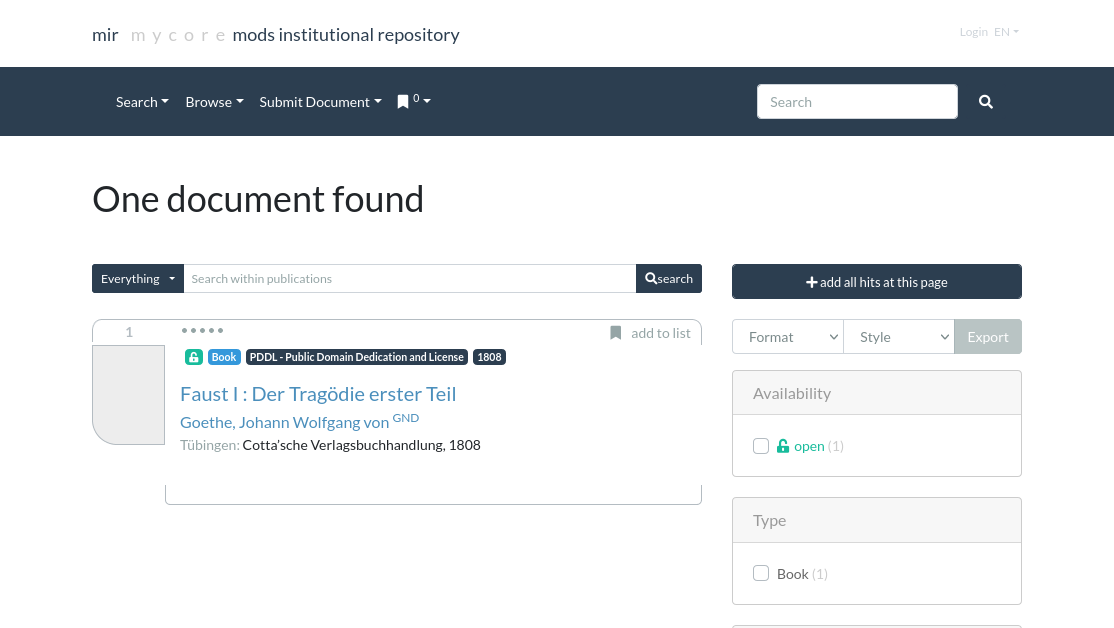 mir mycore mods institutional repository
Login EN
Search Browse Submit Document 0
Search
One document found
Everything
Search within publications
search
add all hits at this page
1
add to list
Format
Style
Export
Book PDDL - Public Domain Dedication and License 1808
Faust I : Der Tragödie erster Teil
Goethe, Johann Wolfgang von GND
Tübingen: Cotta'sche Verlagsbuchhandlung, 1808
Availability
open (1)
Type
Book (1)